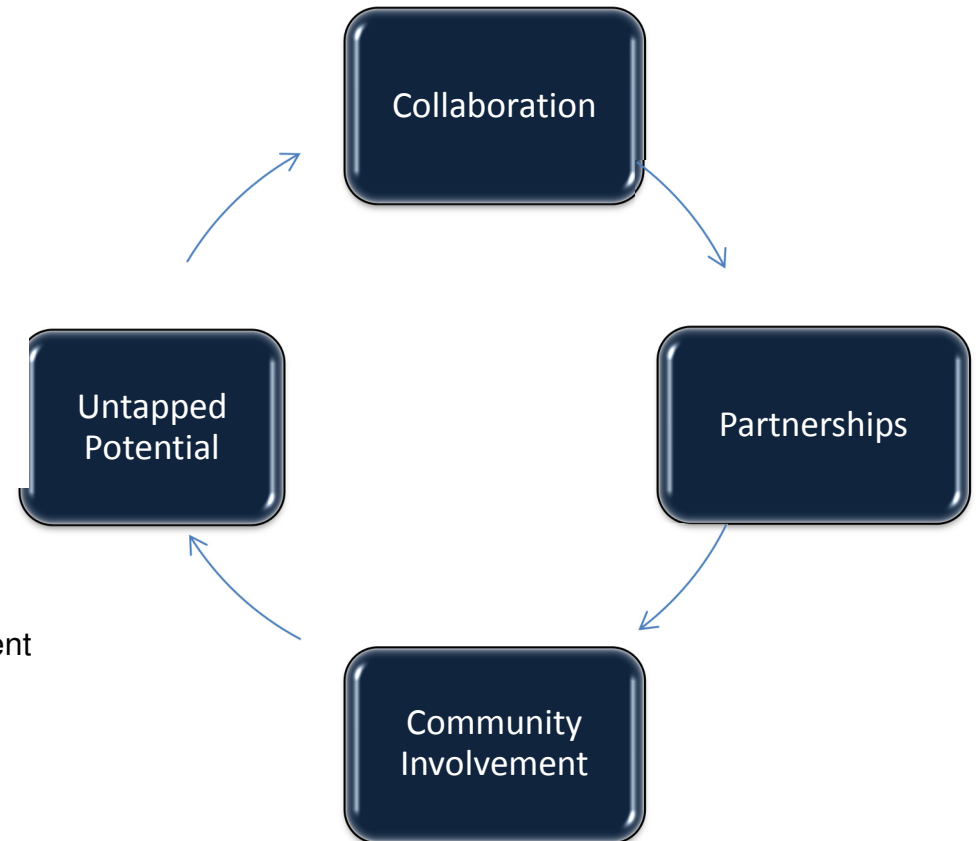 Collaboration
Untapped
Potential
Partnerships
ent
Community
Involvement